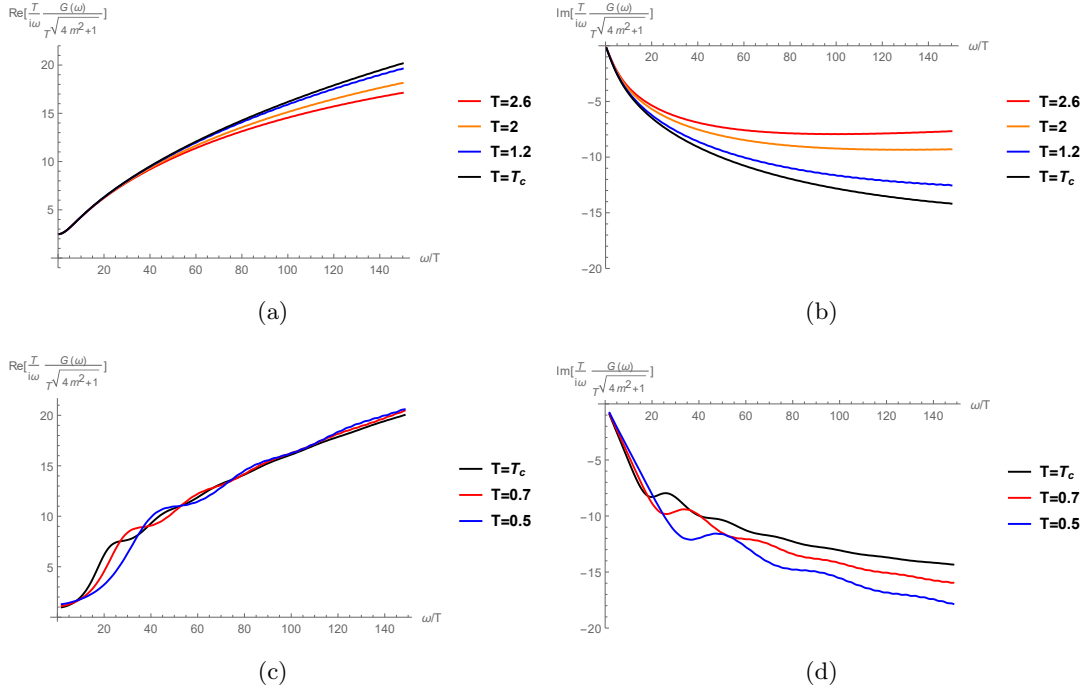 Re[T/iω G(ω)/T√4m²+1]
20
15
10
5
20 40 60 80 100 120 140
ω/T
T=2.6
T=2
T=1.2
T=T_c
(a)
Im[T/iω G(ω)/T√4m²+1]
20 40 60 80 100 120 140
ω/T
−5
−10
−15
−20
T=2.6
T=2
T=1.2
T=T_c
(b)
Re[T/iω G(ω)/T√4m²+1]
20
15
10
5
20 40 60 80 100 120 140
ω/T
T=T_c
T=0.7
T=0.5
(c)
Im[T/iω G(ω)/T√4m²+1]
20 40 60 80 100 120 140
ω/T
−5
−10
−15
−20
T=T_c
T=0.7
T=0.5
(d)